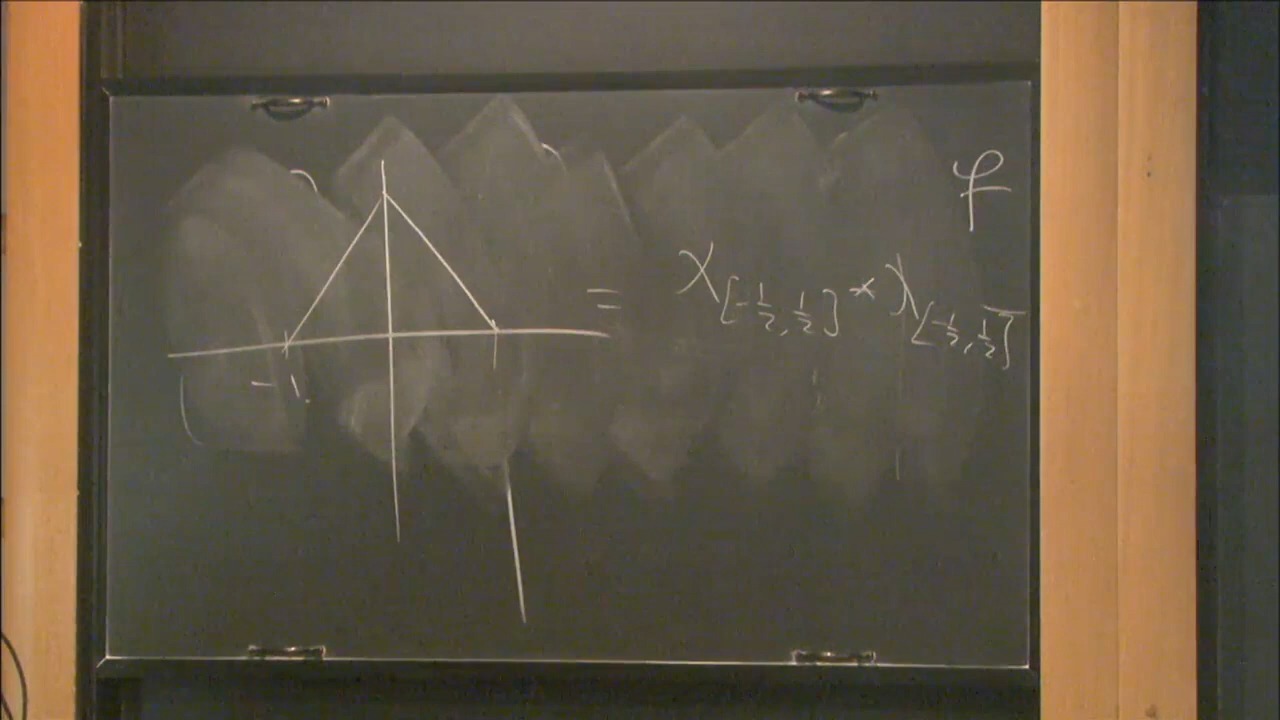 f
= χ[-1/2, 1/2] * χ[-1/2, 1/2]
-1